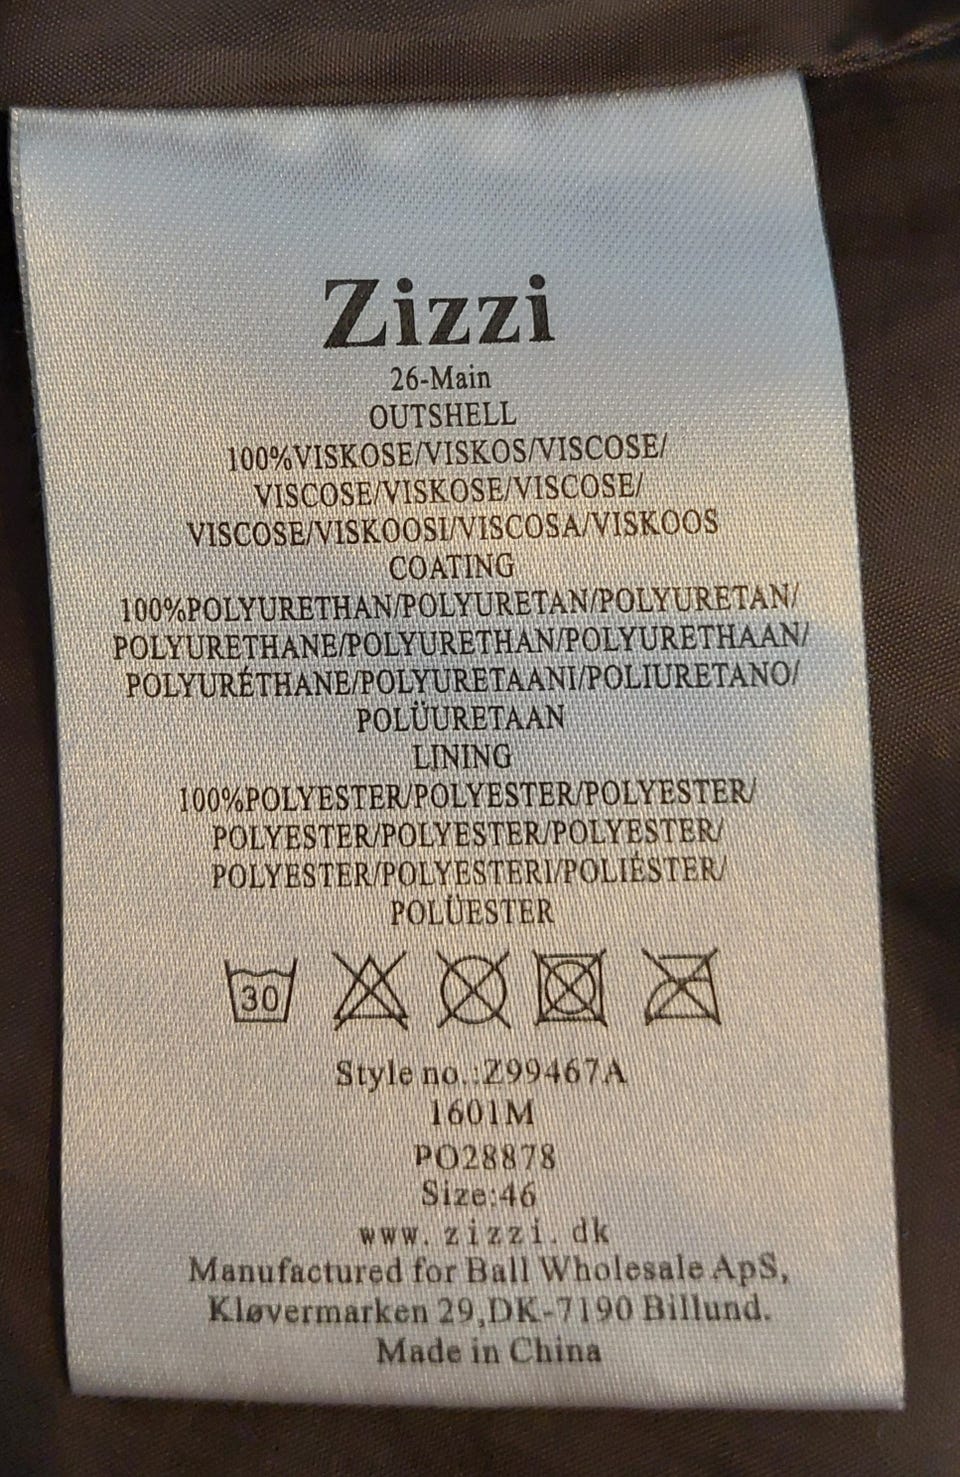 Zizzi
26-Main
OUTSHELL
100%VISKOSE/VISKOS/VISCOSE/
VISCOSE/VISKOSE/VISCOSE/
VISCOSE/VISKOOSI/VISCOSA/VISKOOS
COATING
100%POLYURETHAN/POLYURETAN/POLYURETAN/
POLYURETHANE/POLYURETHAN/POLYURETHAAN/
POLYURÉTHANE/POLYURETAANI/POLIURETANO/
POLÜURETAAN
LINING
100%POLYESTER/POLYESTER/POLYESTER/
POLYESTER/POLYESTER/POLYESTER/
POLYESTER/POLYESTERI/POLIÉSTER/
POLÜESTER
30
Style no.:Z99467A
1601M
PO28878
Size:46
www.zizzi.dk
Manufactured for Ball Wholesale ApS,
Kløvermarken 29,DK-7190 Billund.
Made in China